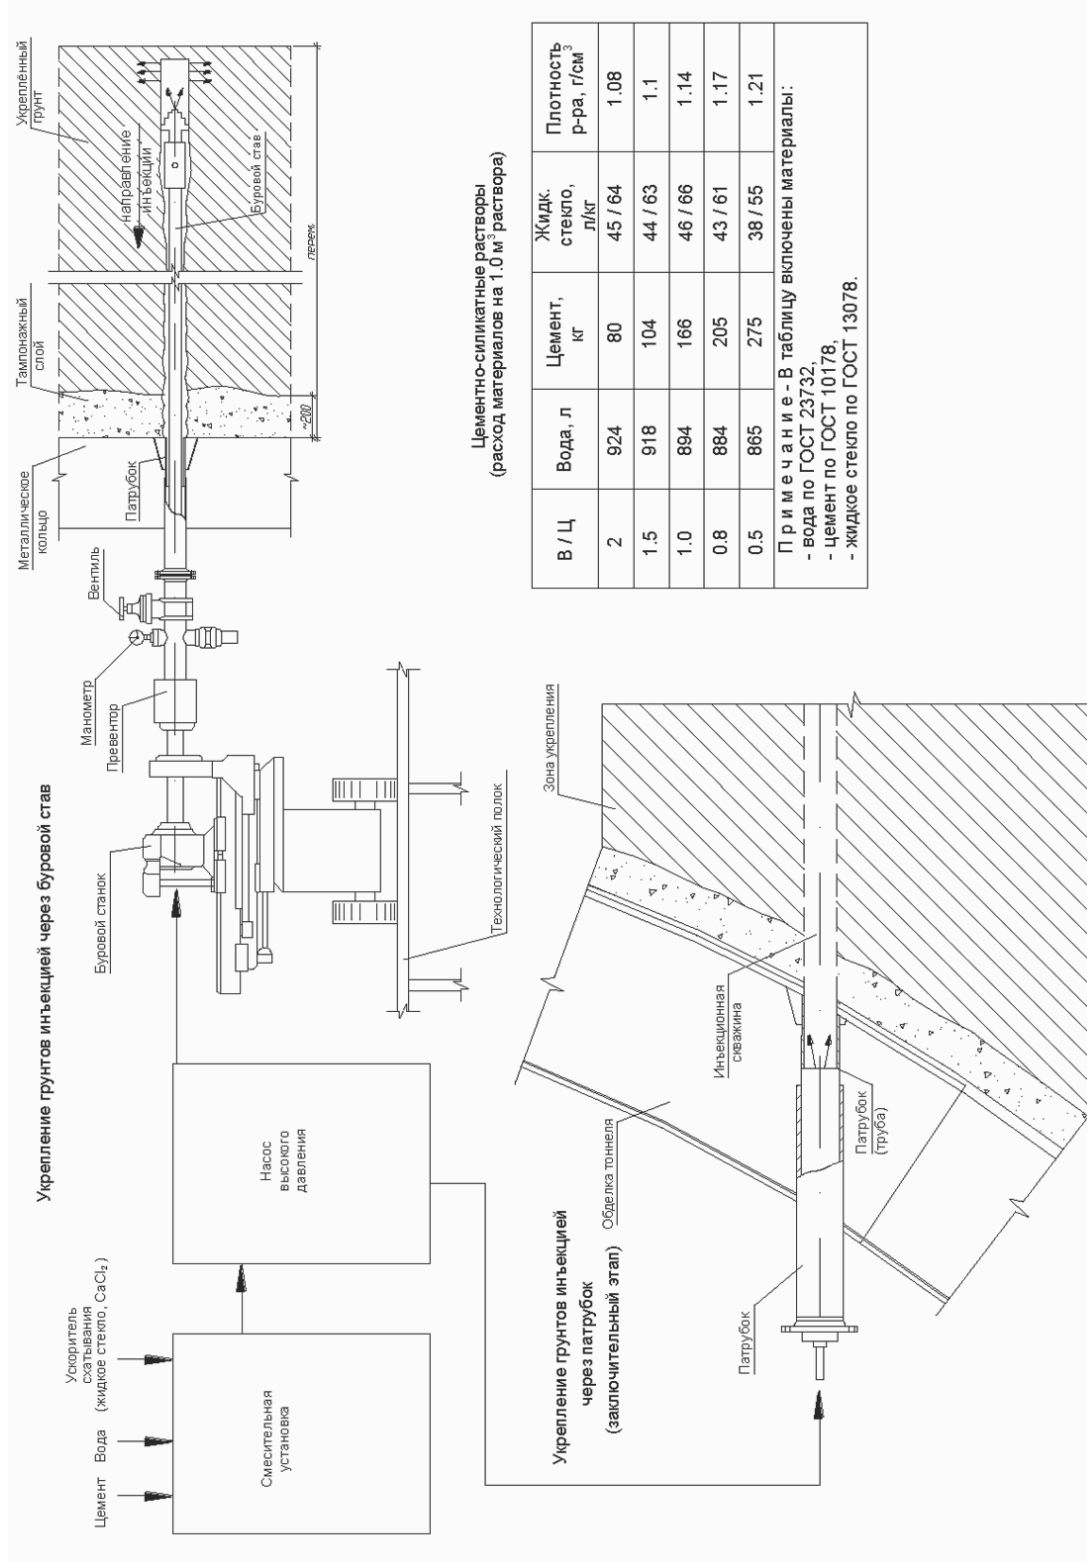 Укрепление грунтов инъекцией через буровой став
Цемент
Вода
Ускоритель
схатывания
(жидкое стекло, CaCl₂)
Смесительная
установка
Насос
высокого
давления
Буровой станок
Технологический полок
Превентор
Манометр
Вентиль
Металлическое
кольцо
Патрубок
Тампонажный
слой
~200
Укреплённый
грунт
направление
инъекции
Буровой став
перем.
Укрепление грунтов инъекцией
через патрубок
(заключительный этап)
Патрубок
Обделка тоннеля
Патрубок
(труба)
Инъекционная
скважина
Зона укрепления
Цементно-силикатные растворы
(расход материалов на 1.0 м³ раствора)
В / Ц Вода, л Цемент, кг Жидк. стекло, л/кг Плотность р-ра, г/см³
2 924 80 45 / 64 1.08
1.5 918 104 44 / 63 1.1
1.0 894 166 46 / 66 1.14
0.8 884 205 43 / 61 1.17
0.5 865 275 38 / 55 1.21
П р и м е ч а н и е - В таблицу включены материалы:
- вода по ГОСТ 23732,
- цемент по ГОСТ 10178,
- жидкое стекло по ГОСТ 13078.